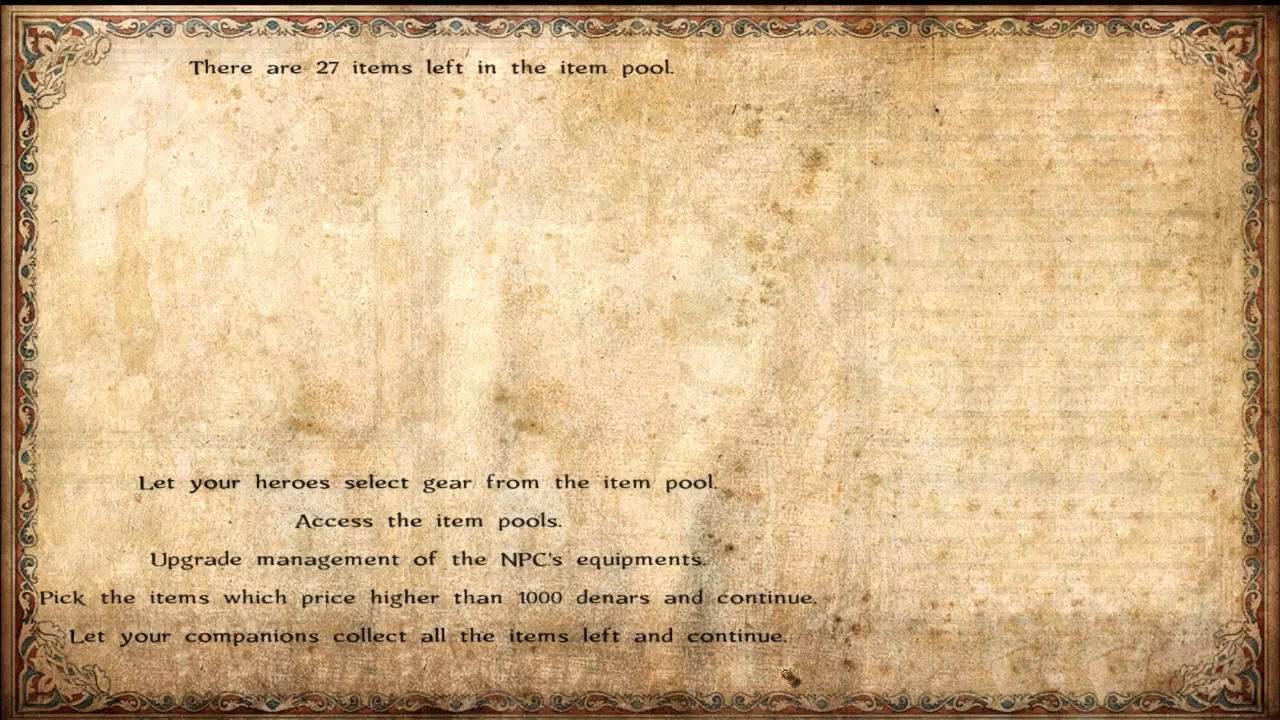 There are 27 items left in the item pool.
Let your heroes select gear from the item pool.
Access the item pools.
Upgrade management of the NPC's equipments.
Pick the items which price higher than 1000 denars and continue.
Let your companions collect all the items left and continue.